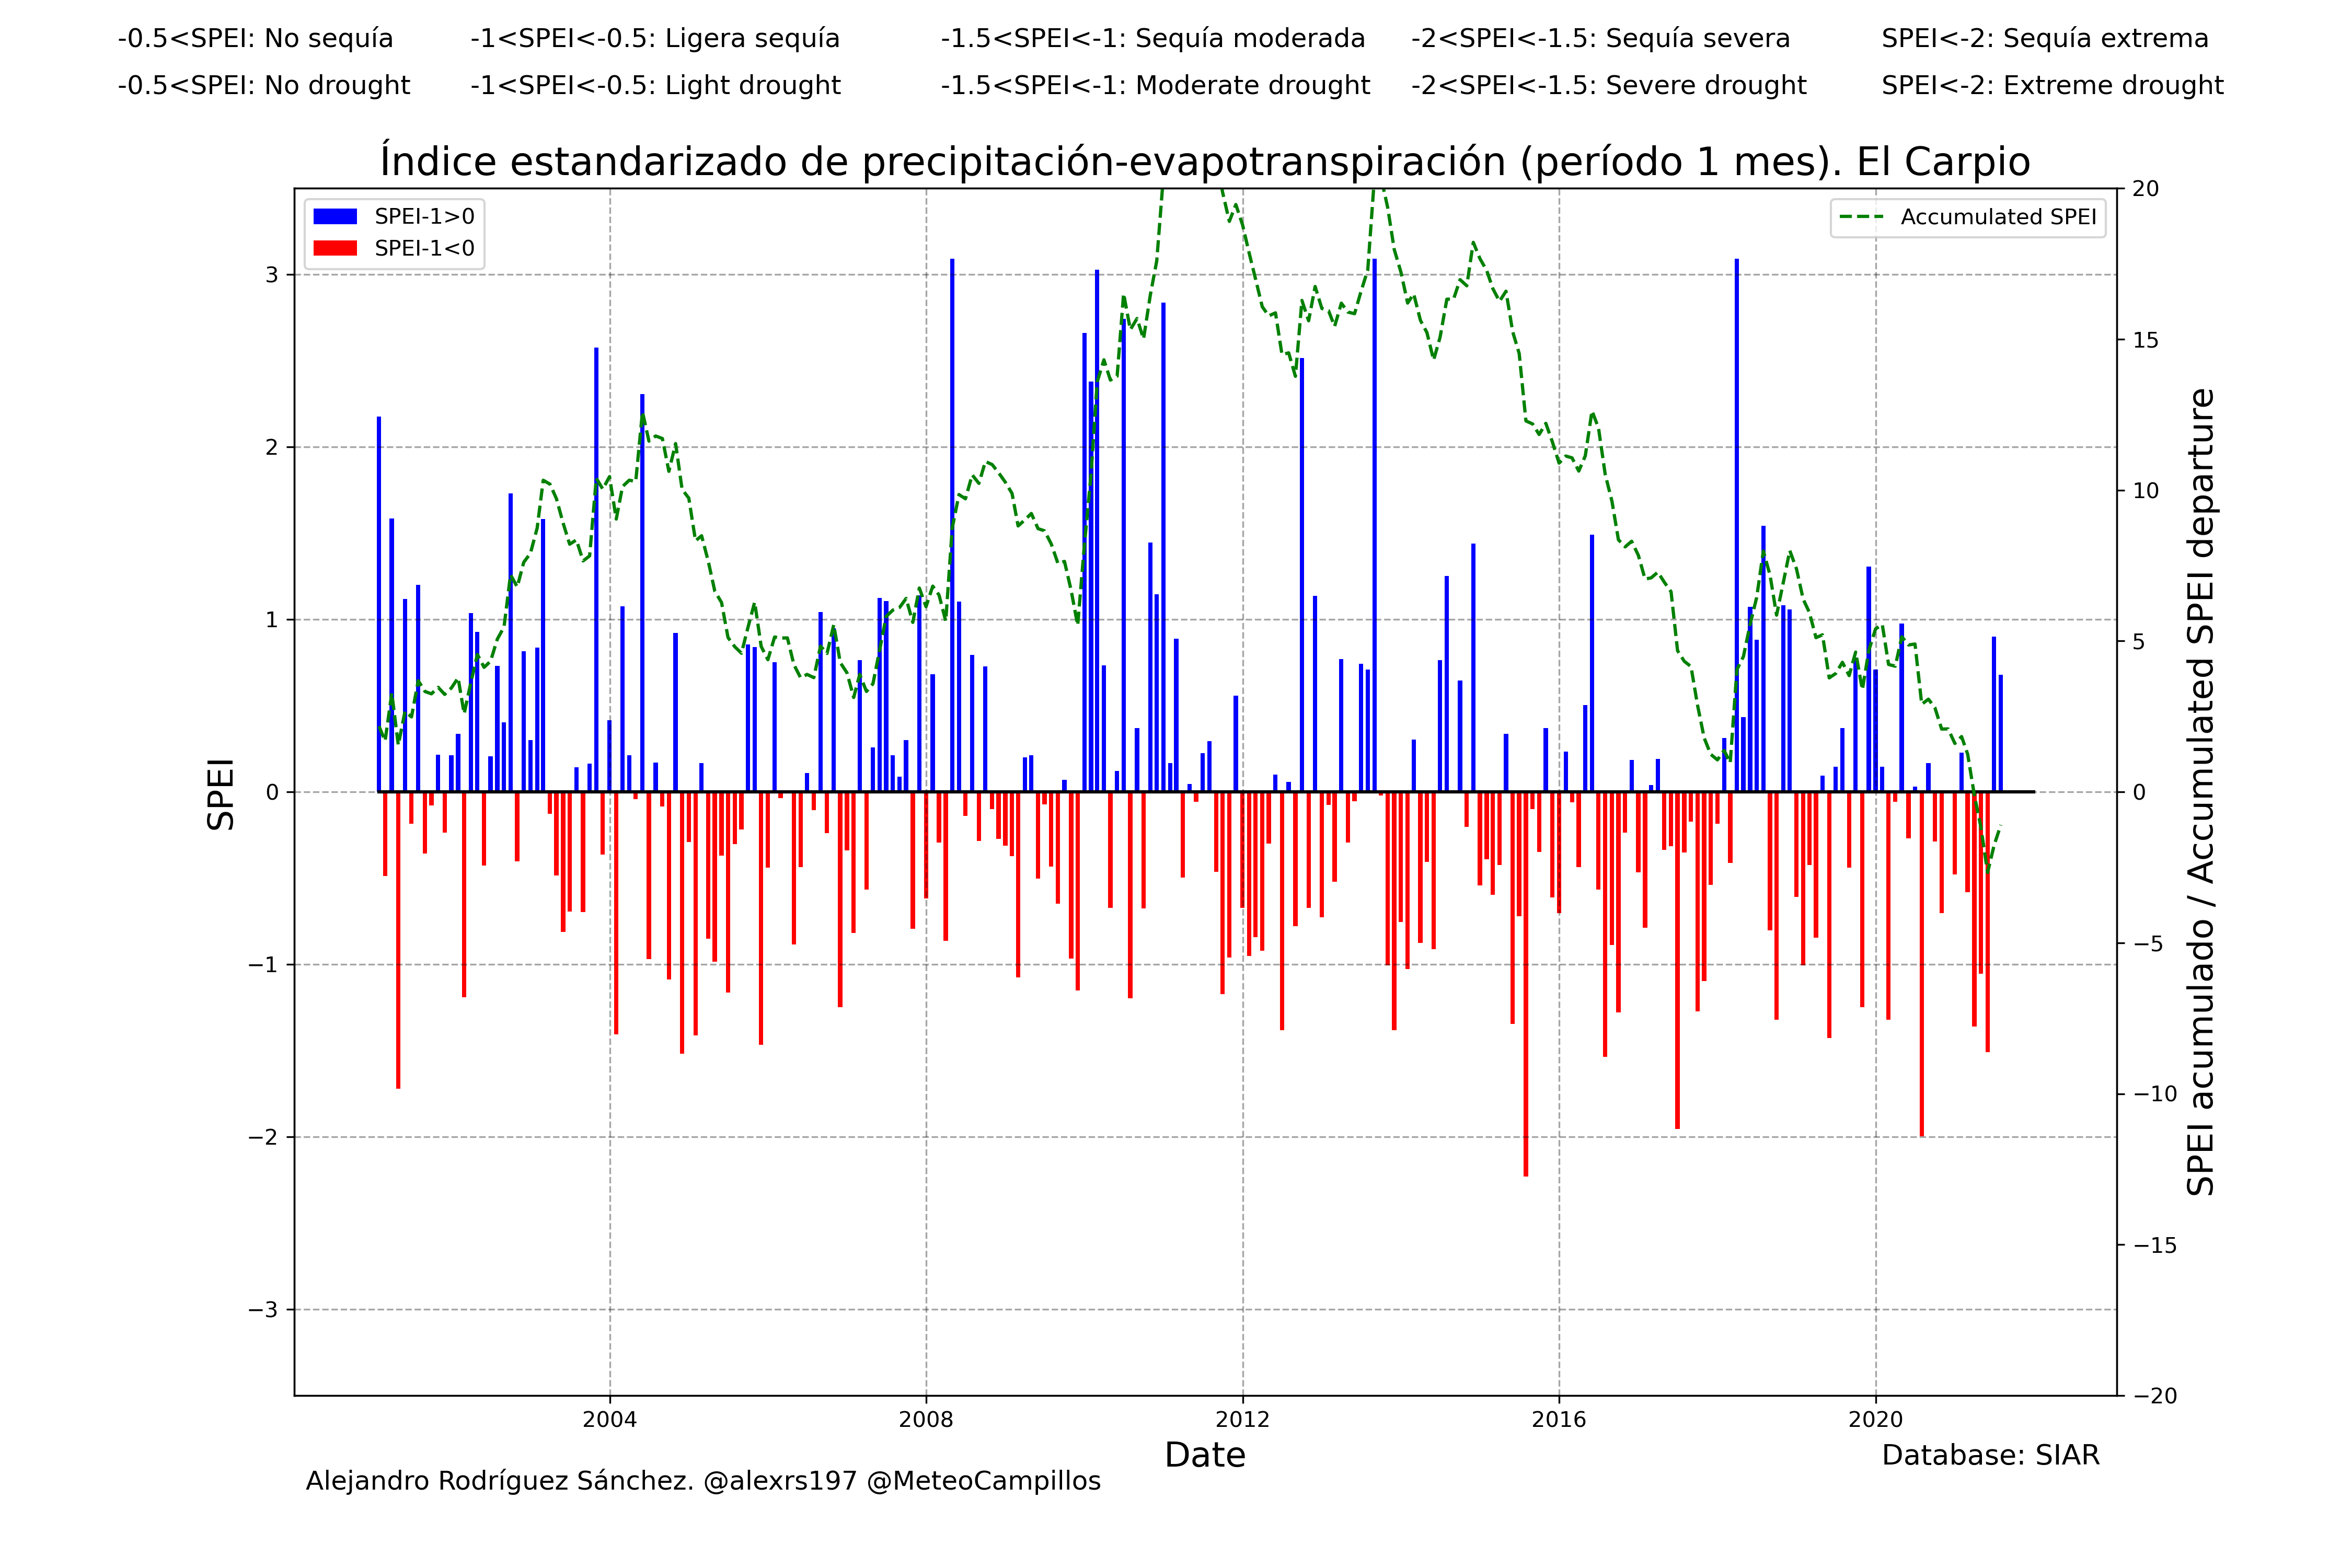 -0.5<SPEI: No sequía -1<SPEI<-0.5: Ligera sequía -1.5<SPEI<-1: Sequía moderada -2<SPEI<-1.5: Sequía severa SPEI<-2: Sequía extrema
-0.5<SPEI: No drought -1<SPEI<-0.5: Light drought -1.5<SPEI<-1: Moderate drought -2<SPEI<-1.5: Severe drought SPEI<-2: Extreme drought
Índice estandarizado de precipitación-evapotranspiración (período 1 mes). El Carpio
SPEI-1>0
SPEI-1<0
Accumulated SPEI
SPEI
3
2
1
0
−1
−2
−3
20
15
10
5
0
−5
−10
−15
−20
SPEI acumulado / Accumulated SPEI departure
2004 2008 2012 2016 2020
Date
Database: SIAR
Alejandro Rodríguez Sánchez. @alexrs197 @MeteoCampillos